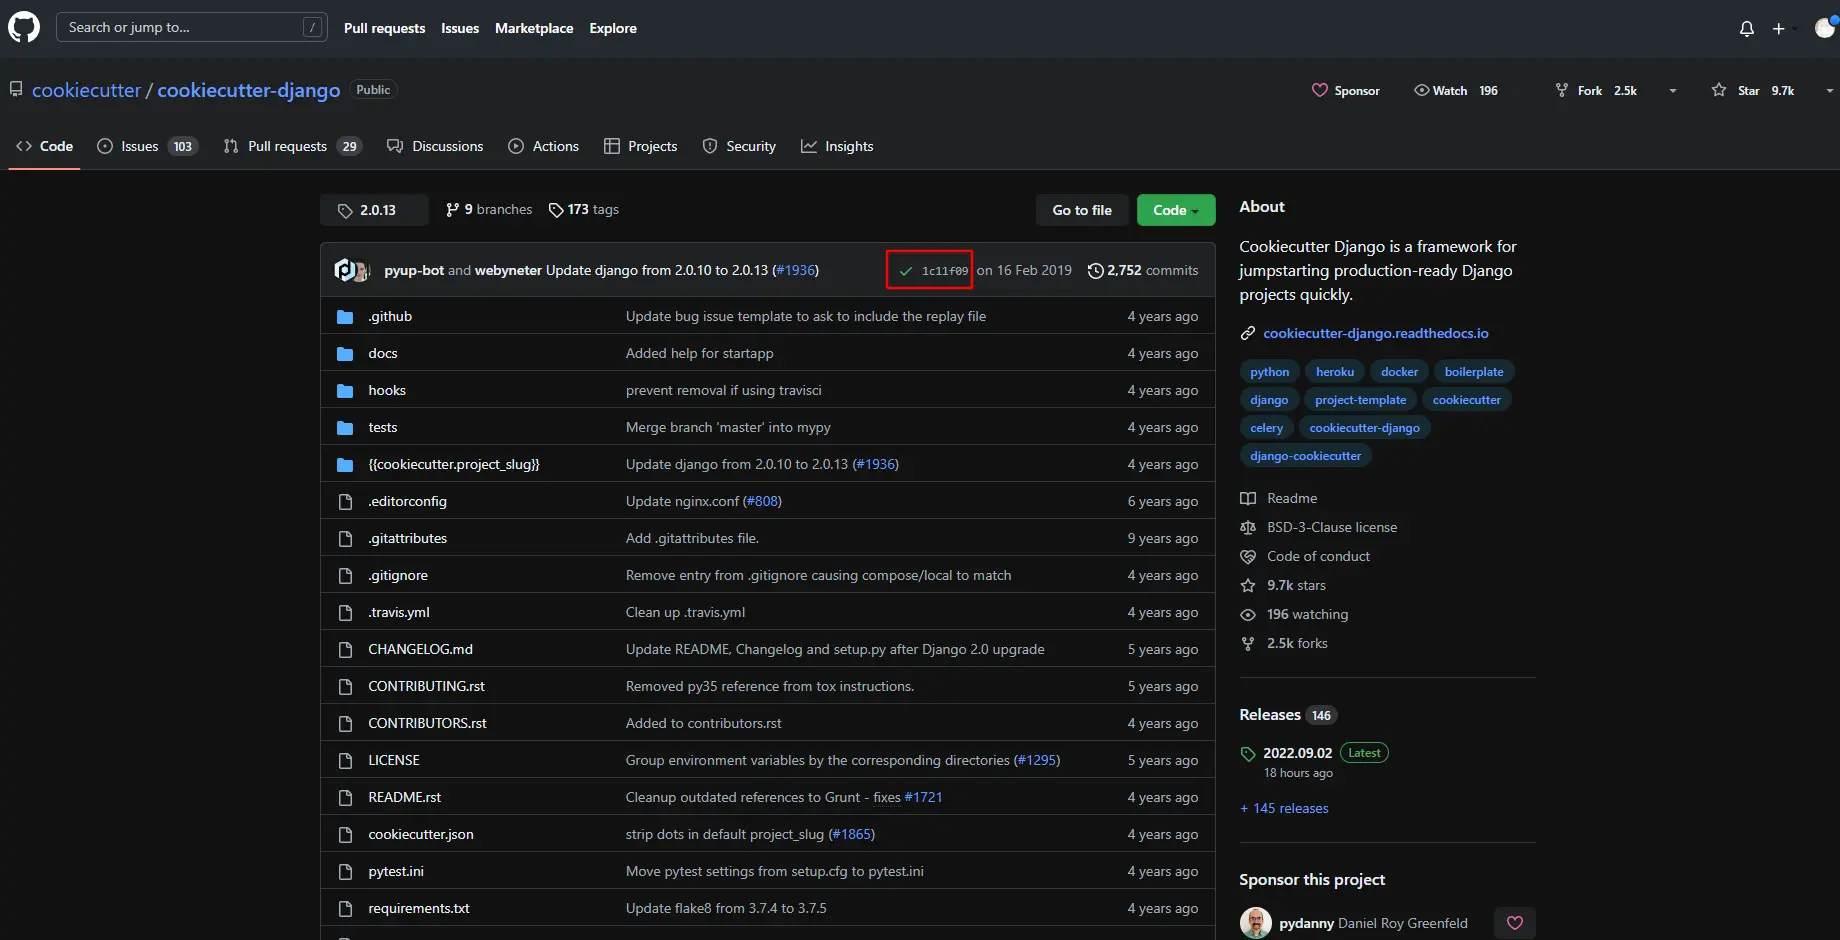 Search or jump to... /
Pull requests Issues Marketplace Explore
cookiecutter / cookiecutter-django Public
Sponsor Watch 196 Fork 2.5k Star 9.7k
Code Issues 103 Pull requests 29 Discussions Actions Projects Security Insights
2.0.13 9 branches 173 tags Go to file Code
pyup-bot and webyneter Update django from 2.0.10 to 2.0.13 (#1936) 1c11f09 on 16 Feb 2019 2,752 commits
.github Update bug issue template to ask to include the replay file 4 years ago
docs Added help for startapp 4 years ago
hooks prevent removal if using travisci 4 years ago
tests Merge branch 'master' into mypy 4 years ago
{{cookiecutter.project_slug}} Update django from 2.0.10 to 2.0.13 (#1936) 4 years ago
.editorconfig Update nginx.conf (#808) 6 years ago
.gitattributes Add .gitattributes file. 9 years ago
.gitignore Remove entry from .gitignore causing compose/local to match 4 years ago
.travis.yml Clean up .travis.yml 4 years ago
CHANGELOG.md Update README, Changelog and setup.py after Django 2.0 upgrade 5 years ago
CONTRIBUTING.rst Removed py35 reference from tox instructions. 5 years ago
CONTRIBUTORS.rst Added to contributors.rst 4 years ago
LICENSE Group environment variables by the corresponding directories (#1295) 5 years ago
README.rst Cleanup outdated references to Grunt - fixes #1721 4 years ago
cookiecutter.json strip dots in default project_slug (#1865) 4 years ago
pytest.ini Move pytest settings from setup.cfg to pytest.ini 4 years ago
requirements.txt Update flake8 from 3.7.4 to 3.7.5 4 years ago
About
Cookiecutter Django is a framework for
jumpstarting production-ready Django
projects quickly.
cookiecutter-django.readthedocs.io
python heroku docker boilerplate
django project-template cookiecutter
celery cookiecutter-django
django-cookiecutter
Readme
BSD-3-Clause license
Code of conduct
9.7k stars
196 watching
2.5k forks
Releases 146
2022.09.02 Latest
18 hours ago
+ 145 releases
Sponsor this project
pydanny Daniel Roy Greenfeld